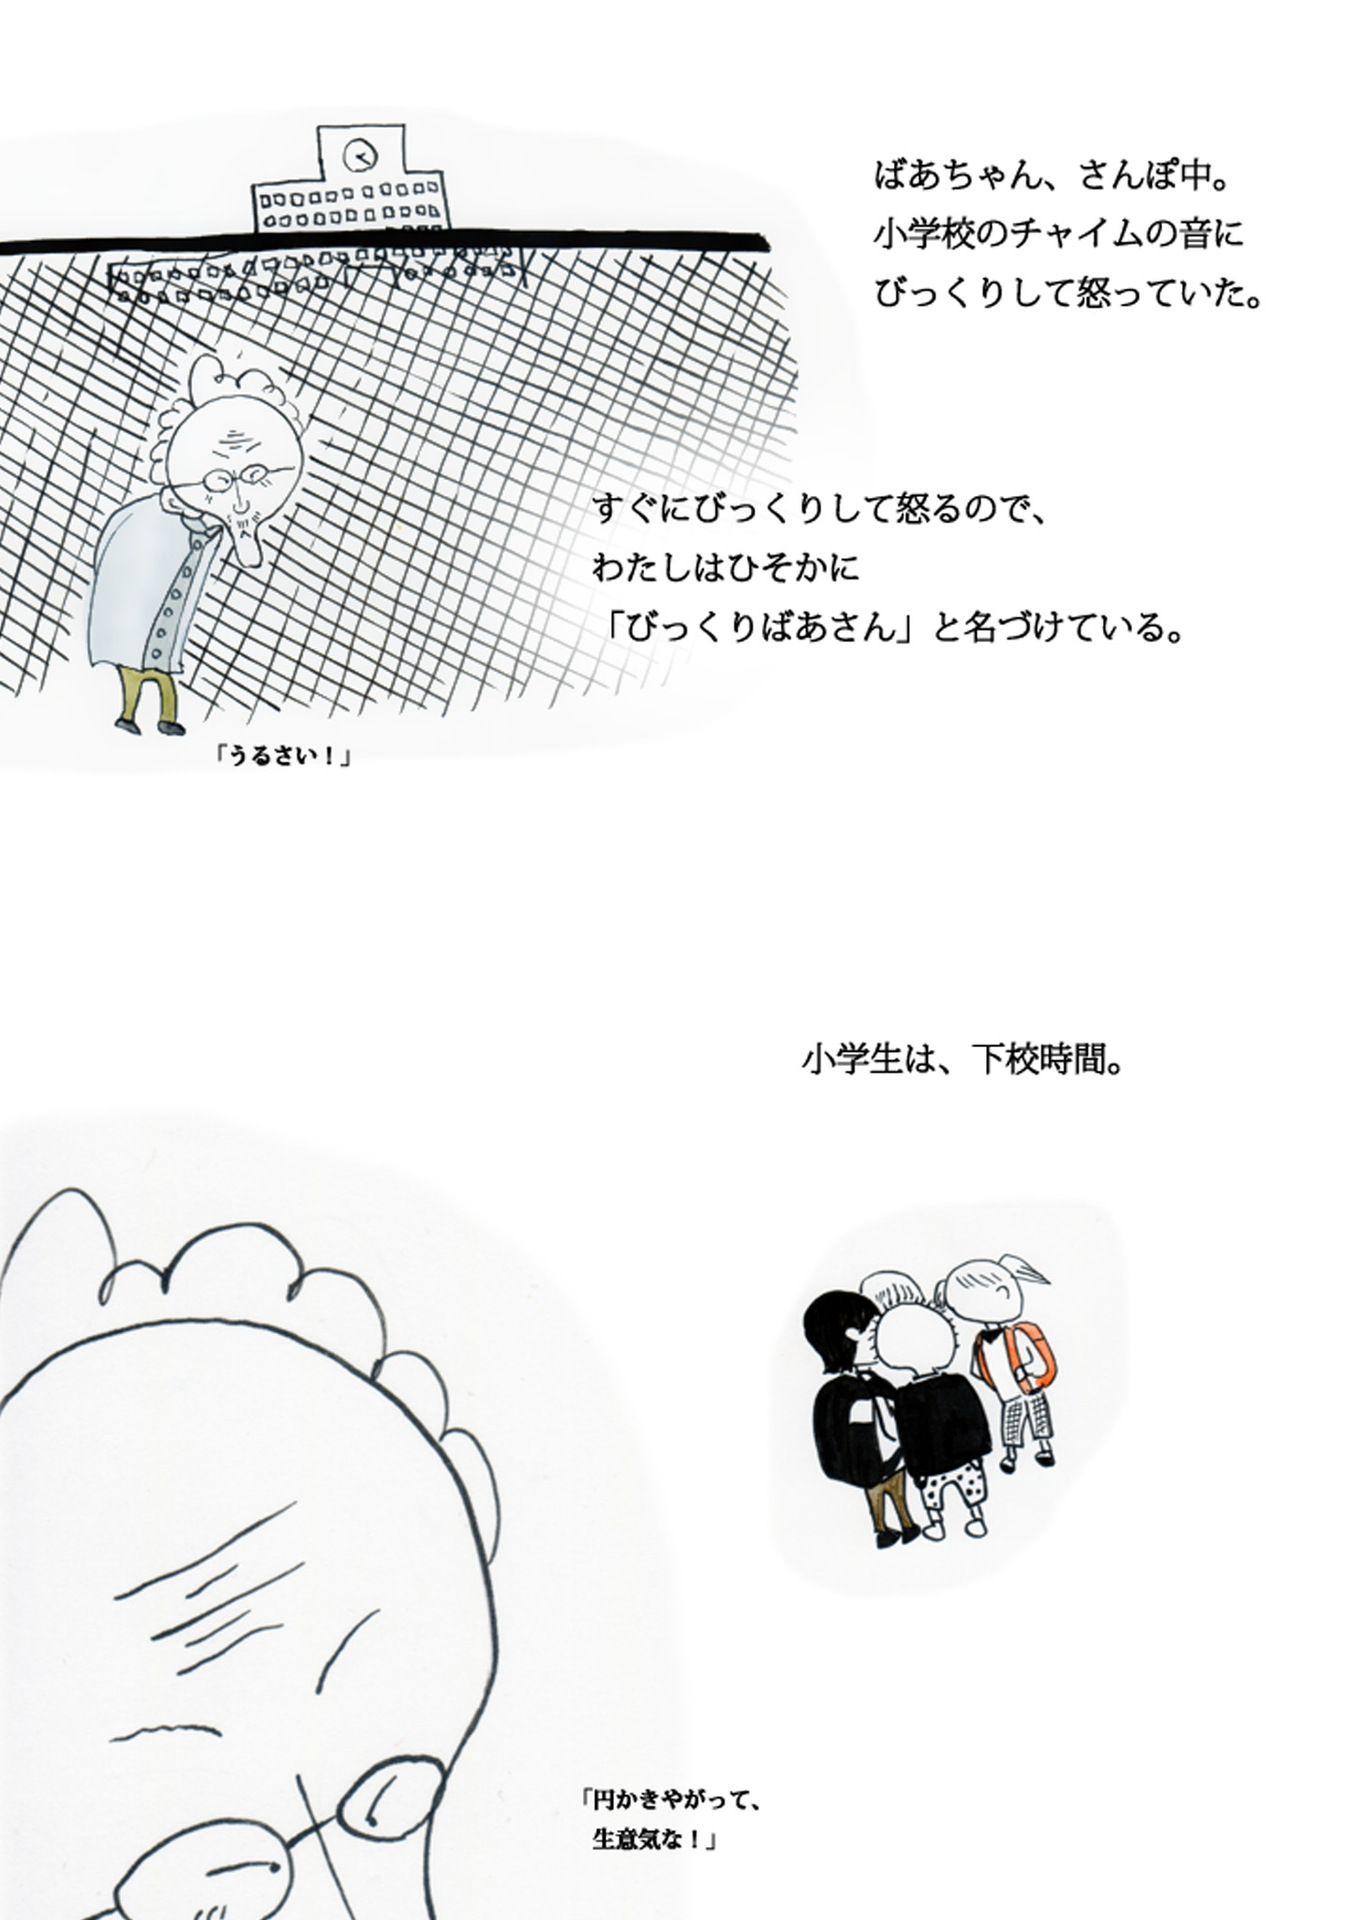 ばあちゃん、さんぽ中。
小学校のチャイムの音に
びっくりして怒っていた。
すぐにびっくりして怒るので、
わたしはひそかに
「びっくりばあさん」と名づけている。
「うるさい！」
小学生は、下校時間。
「円かきやがって、
生意気な！」